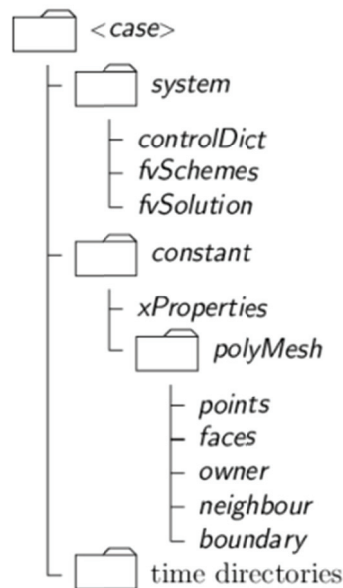 <case>
system
controlDict
fvSchemes
fvSolution
constant
xProperties
polyMesh
points
faces
owner
neighbour
boundary
time directories